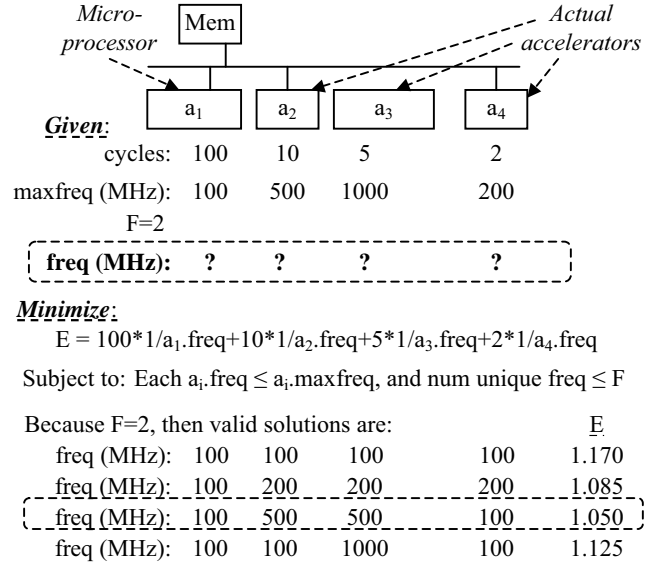 Micro-
processor
Mem
Actual
accelerators
a1 a2 a3 a4
Given:
cycles: 100 10 5 2
maxfreq (MHz): 100 500 1000 200
F=2
freq (MHz): ? ? ? ?
Minimize:
E = 100*1/a1.freq+10*1/a2.freq+5*1/a3.freq+2*1/a4.freq
Subject to: Each ai.freq ≤ ai.maxfreq, and num unique freq ≤ F
Because F=2, then valid solutions are: E
freq (MHz): 100 100 100 100 1.170
freq (MHz): 100 200 200 200 1.085
freq (MHz): 100 500 500 100 1.050
freq (MHz): 100 100 1000 100 1.125